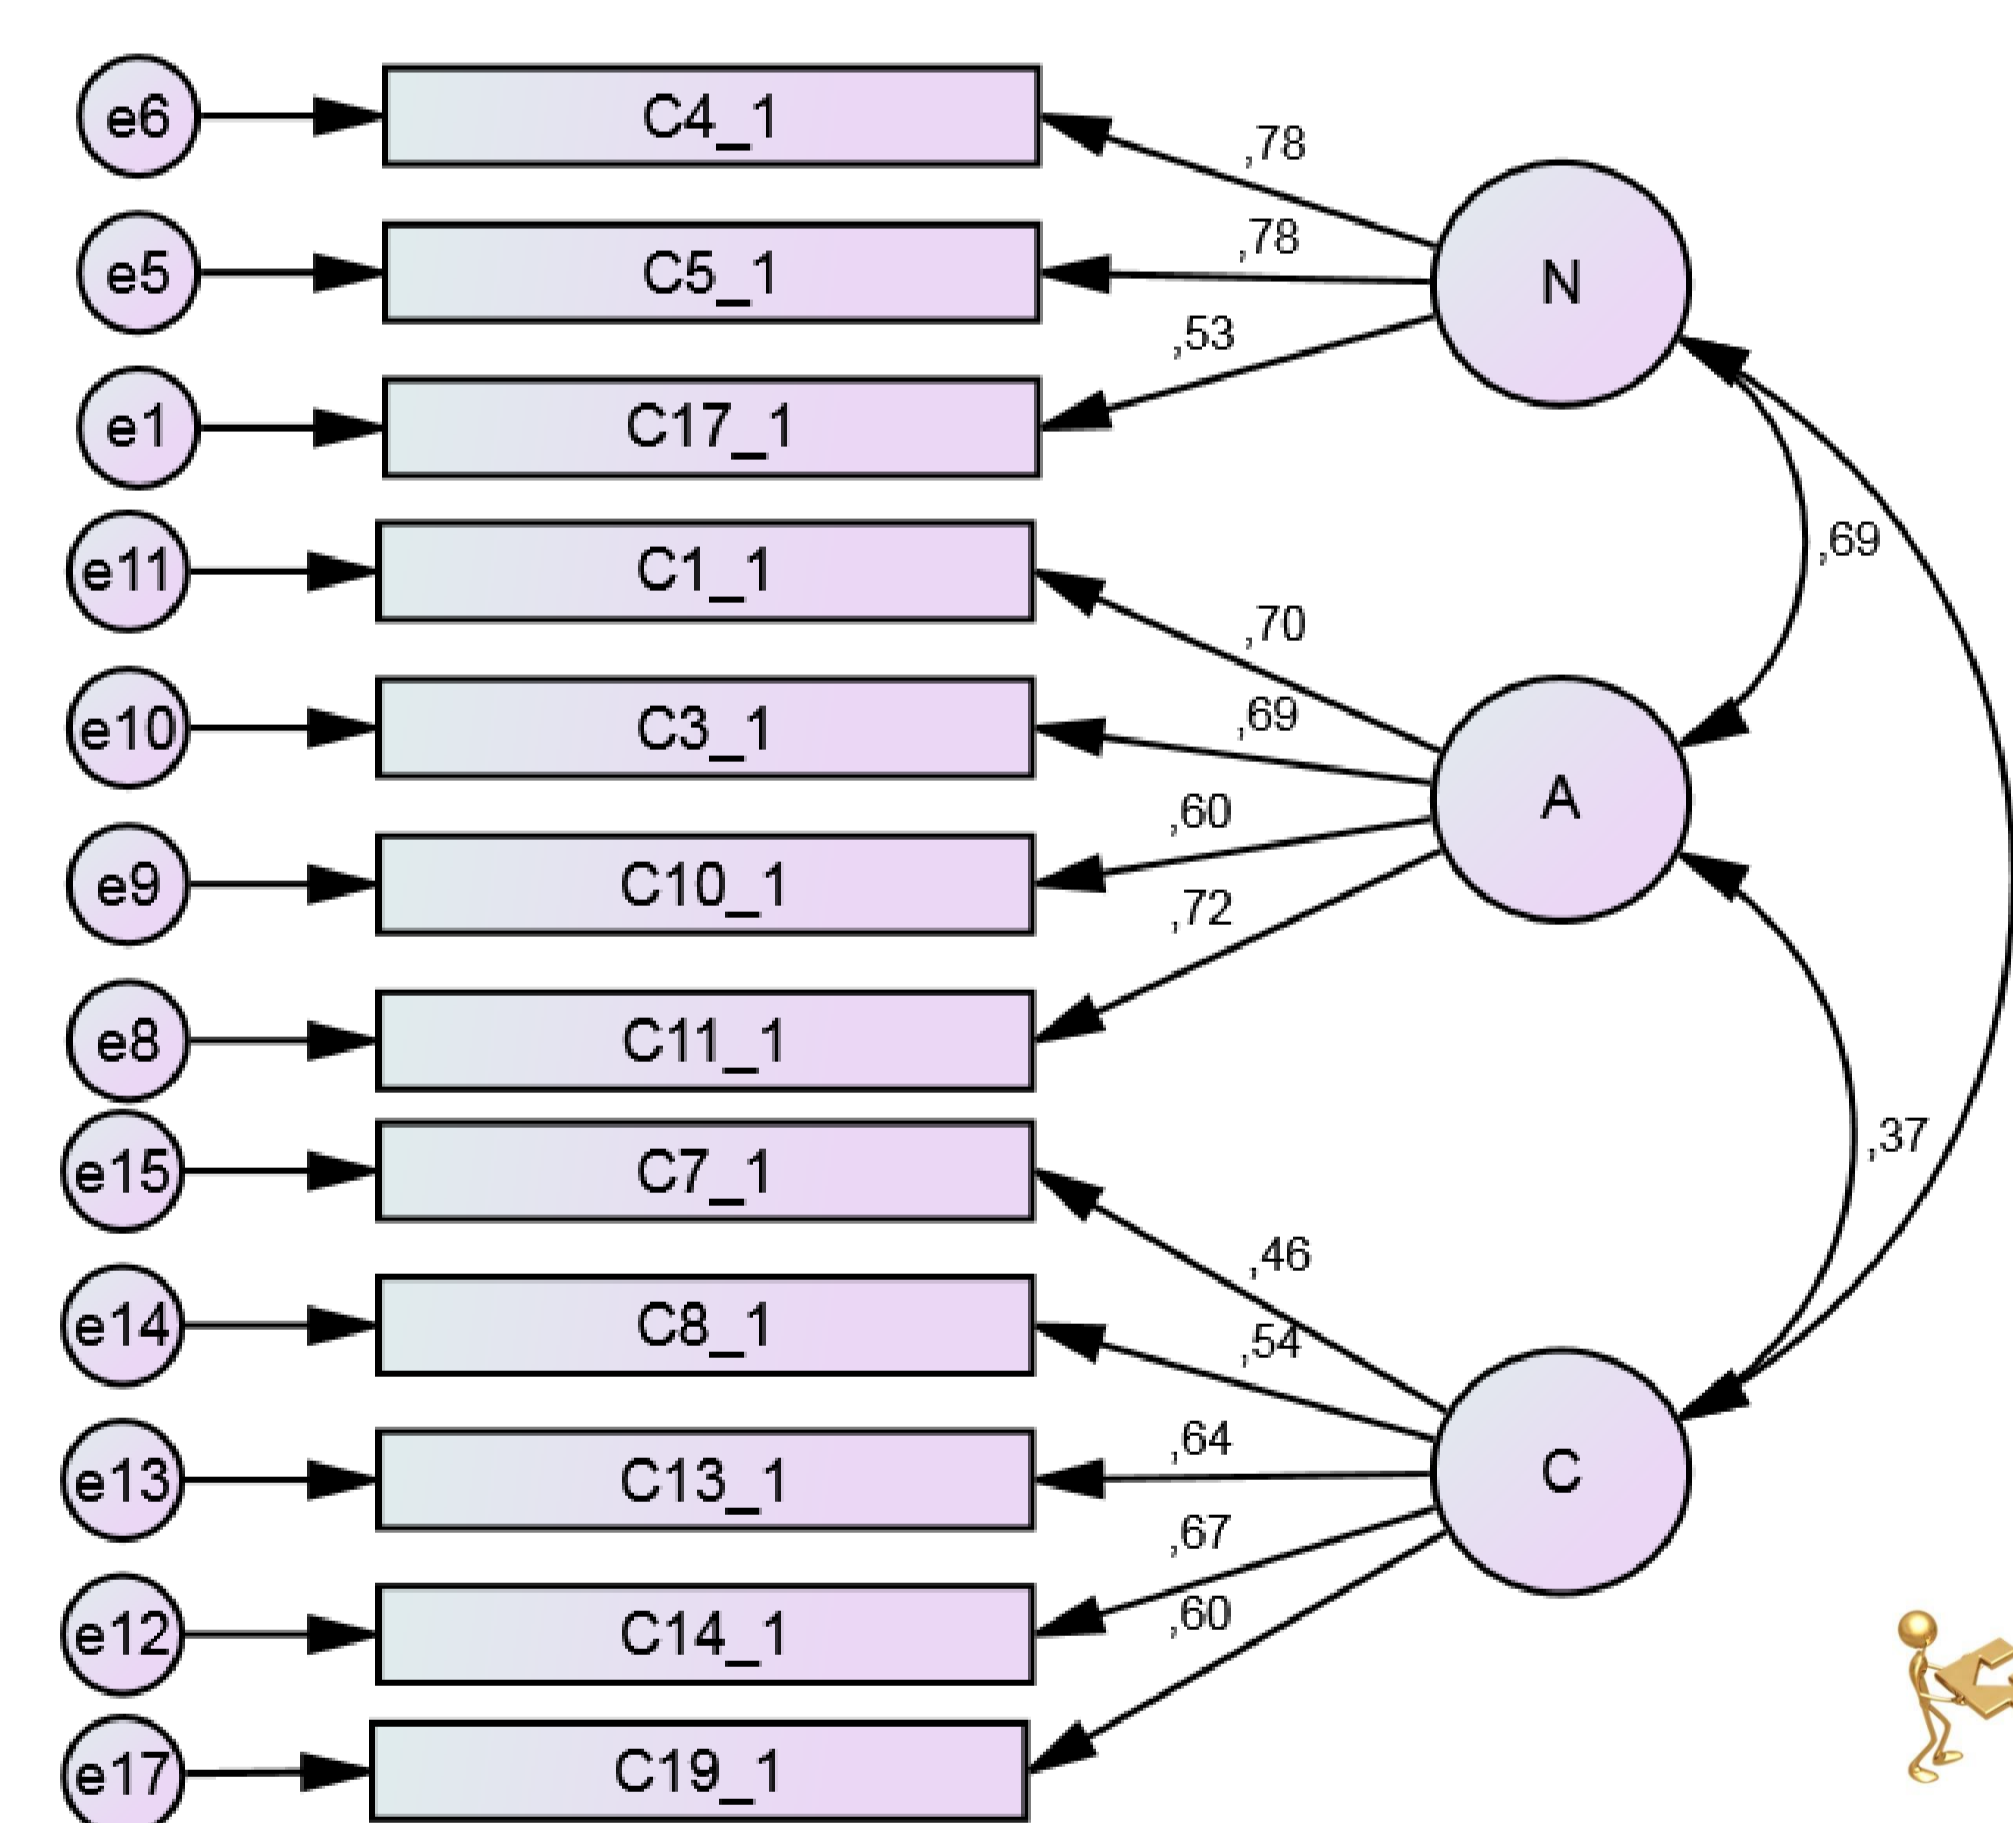 e6 C4_1 ,78
e5 C5_1 ,78 N
e1 C17_1 ,53
,69
e11 C1_1 ,70
e10 C3_1 ,69 A
e9 C10_1 ,60
,72
e8 C11_1
,37
e15 C7_1 ,46
e14 C8_1 ,54
e13 C13_1 ,64 C
e12 C14_1 ,67
,60
e17 C19_1